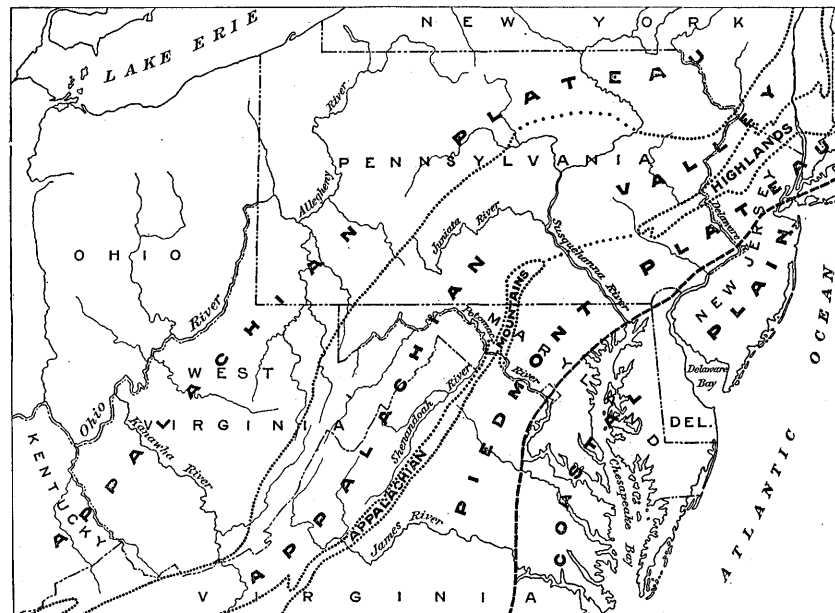 NEW YORK
LAKE ERIE
APPALACHIAN PLATEAU
River
PENNSYLVANIA
Allegheny
VALLEY
HIGHLANDS
Juniata River
Susquehanna River
Delaware
NEW JERSEY
OHIO
River
APPALACHIAN
MOUNTAINS
MARYLAND
Potomac
River
PIEDMONT PLATEAU
COASTAL PLAIN
OCEAN
WEST
VIRGINIA
Ohio
Kanawha
River
Shenandoah River
APPALACHIAN
Delaware
Bay
DEL.
KENTUCKY
James River
Chesapeake Bay
ATLANTIC
VIRGINIA